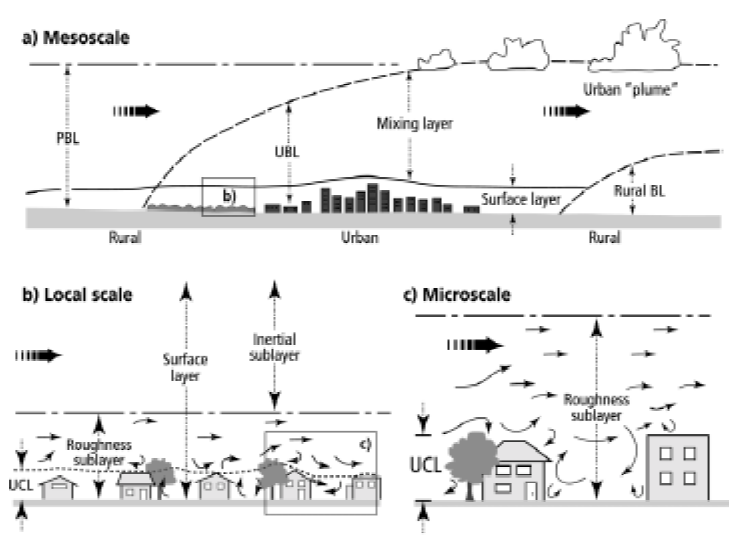 a) Mesoscale
Urban "plume"
PBL
Mixing layer
UBL
b)
Surface layer
Rural BL
Rural
Urban
Rural
b) Local scale
Surface
layer
Inertial
sublayer
Roughness
sublayer
c)
UCL
c) Microscale
Roughness
sublayer
UCL